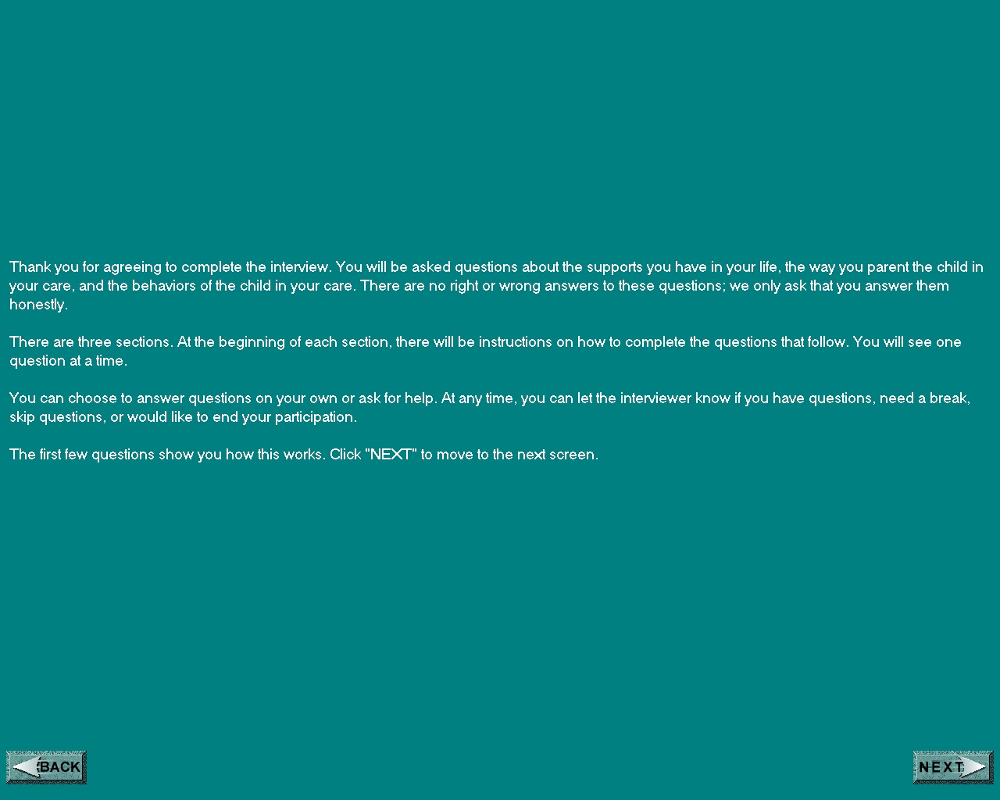 Thank you for agreeing to complete the interview. You will be asked questions about the supports you have in your life, the way you parent the child in
your care, and the behaviors of the child in your care. There are no right or wrong answers to these questions; we only ask that you answer them
honestly.
There are three sections. At the beginning of each section, there will be instructions on how to complete the questions that follow. You will see one
question at a time.
You can choose to answer questions on your own or ask for help. At any time, you can let the interviewer know if you have questions, need a break,
skip questions, or would like to end your participation.
The first few questions show you how this works. Click "NEXT" to move to the next screen.
BACK
NEXT